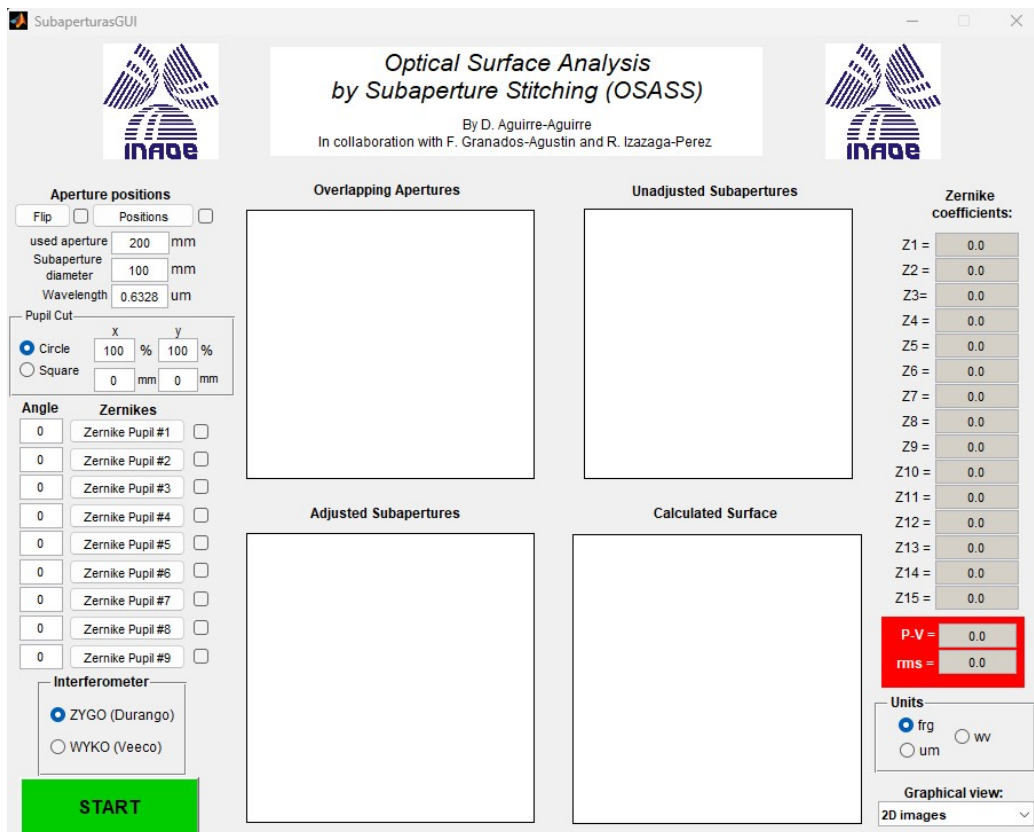 SubaperturasGUI
INAOE
Optical Surface Analysis
by Subaperture Stitching (OSASS)
By D. Aguirre-Aguirre
In collaboration with F. Granados-Agustin and R. Izazaga-Perez
INAOE
Aperture positions
Flip Positions
used aperture 200 mm
Subaperture
diameter 100 mm
Wavelength 0.6328 um
Pupil Cut
x y
Circle 100 % 100 %
Square 0 mm 0 mm
Angle Zernikes
0 Zernike Pupil #1
0 Zernike Pupil #2
0 Zernike Pupil #3
0 Zernike Pupil #4
0 Zernike Pupil #5
0 Zernike Pupil #6
0 Zernike Pupil #7
0 Zernike Pupil #8
0 Zernike Pupil #9
Interferometer
ZYGO (Durango)
WYKO (Veeco)
START
Overlapping Apertures
Unadjusted Subapertures
Adjusted Subapertures
Calculated Surface
Zernike
coefficients:
Z1 = 0.0
Z2 = 0.0
Z3= 0.0
Z4 = 0.0
Z5 = 0.0
Z6 = 0.0
Z7 = 0.0
Z8 = 0.0
Z9 = 0.0
Z10 = 0.0
Z11 = 0.0
Z12 = 0.0
Z13 = 0.0
Z14 = 0.0
Z15 = 0.0
P-V = 0.0
rms = 0.0
Units
frg
wv
um
Graphical view:
2D images